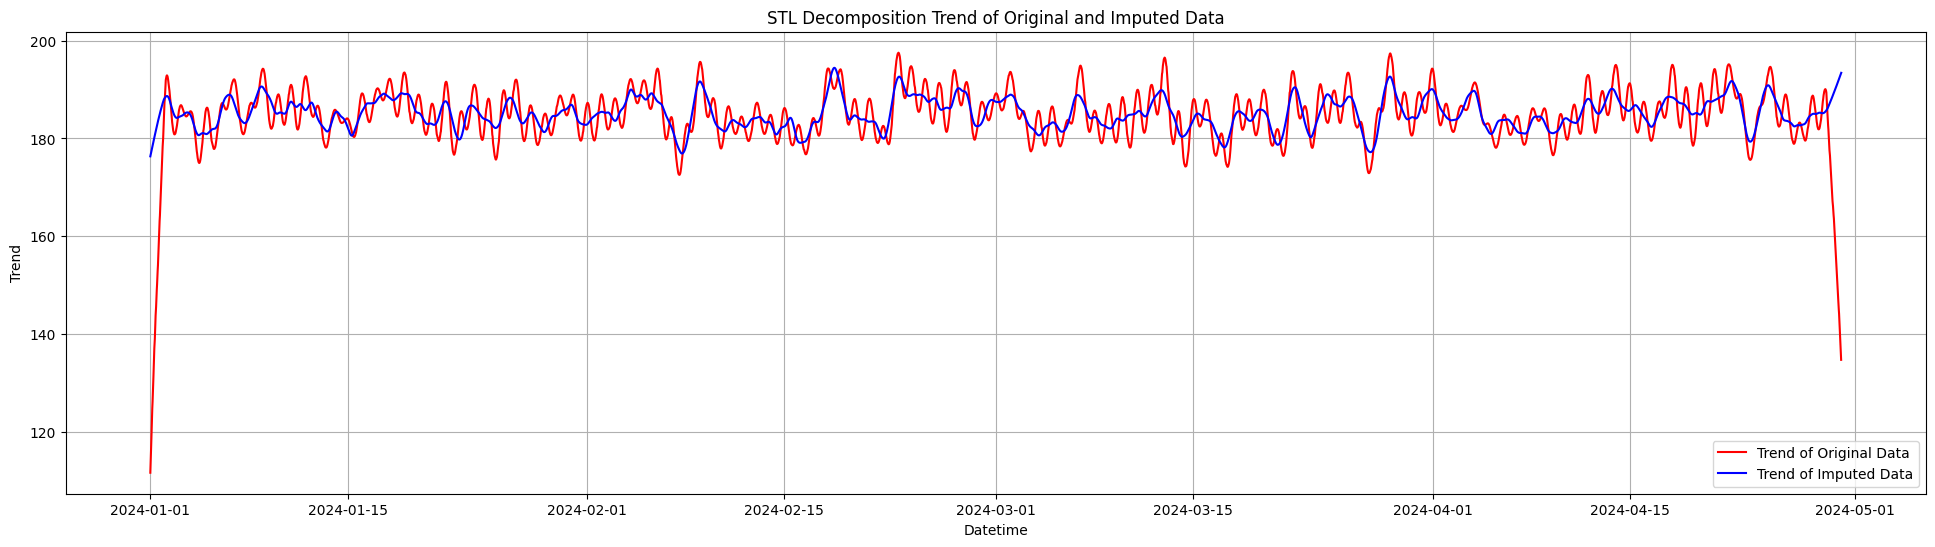 STL Decomposition Trend of Original and Imputed Data
Trend
200
180
160
140
120
Trend of Original Data
Trend of Imputed Data
2024-01-01 2024-01-15 2024-02-01 2024-02-15 2024-03-01 2024-03-15 2024-04-01 2024-04-15 2024-05-01
Datetime